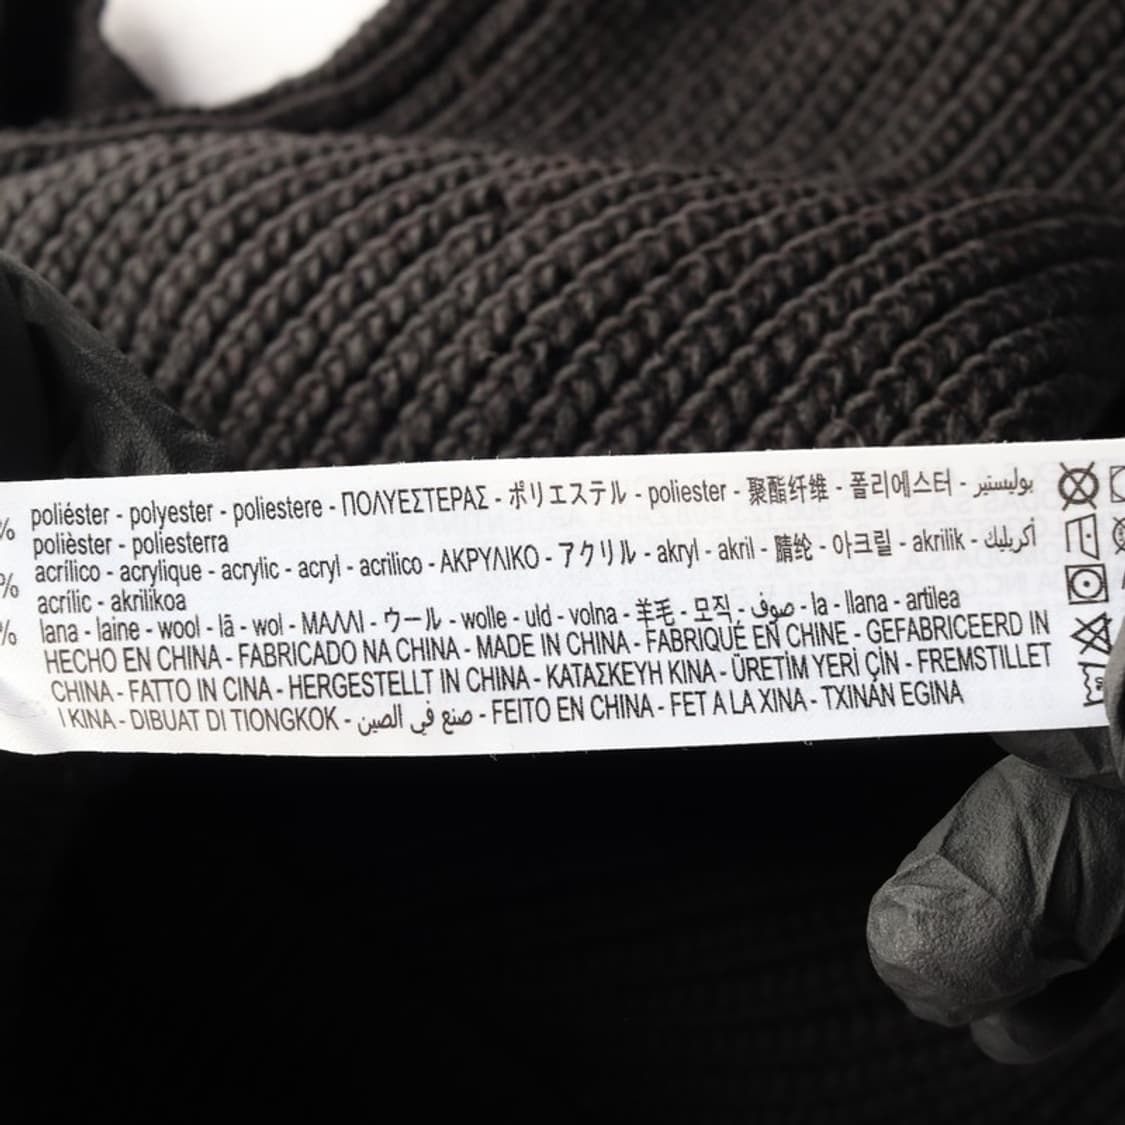 % poliéster - polyester - poliestere - ΠΟΛΥΕΣΤΕΡΑΣ - ポリエステル - poliester - 聚酯纤维 - 폴리에스터 - بوليستير
polièster - poliesterra
% acrílico - acrylique - acrylic - acryl - acrilico - ΑΚΡΥΛΙΚΟ - アクリル - akryl - akril - 腈纶 - 아크릴 - akrilik - أكريليك
acrílic - akrilikoa
% lana - laine - wool - lã - wol - ΜΑΛΛΙ - ウール - wolle - uld - volna - 羊毛 - 모직 - صوف - la - llana - artilea
HECHO EN CHINA - FABRICADO NA CHINA - MADE IN CHINA - FABRIQUÉ EN CHINE - GEFABRICEERD IN
CHINA - FATTO IN CINA - HERGESTELLT IN CHINA - ΚΑΤΑΣΚΕΥΗ ΚΙΝΑ - ÜRETİM YERİ ÇİN - FREMSTILLET
I KINA - DIBUAT DI TIONGKOK - صنع في الصين - FEITO EN CHINA - FET A LA XINA - TXINAN EGINA